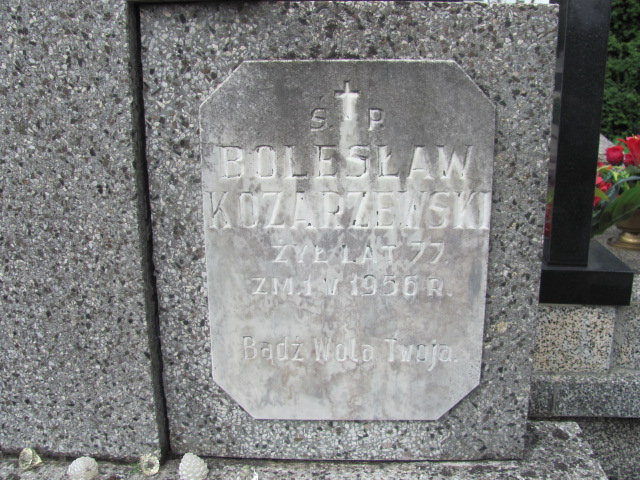 Ś. P.
BOLESŁAW
KOZARZEWSKI
ŻYŁ LAT 77.
ZM. 1 V 1956 R.
Bądź Wola Twoja.